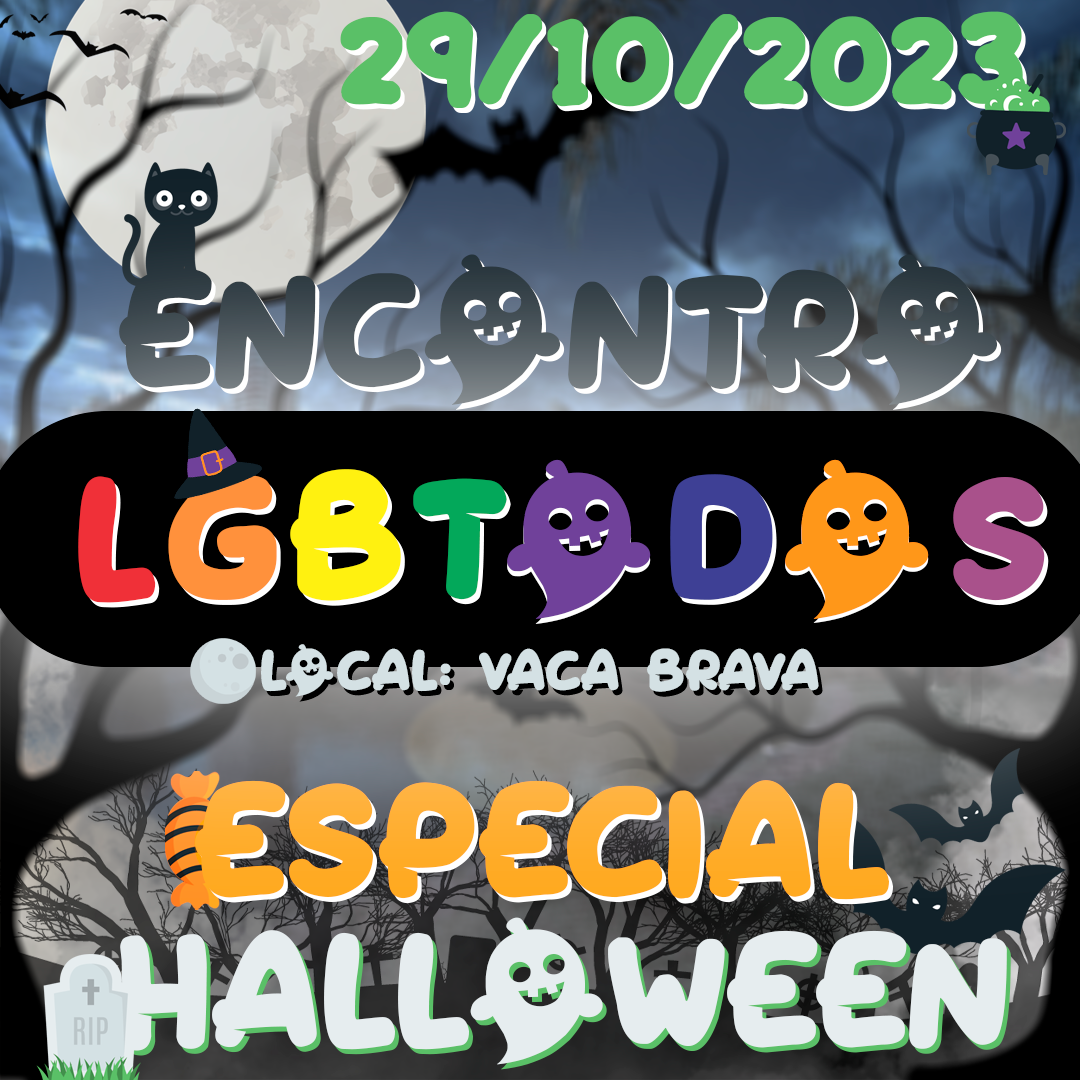 29/10/2023
ENCONTRO
LGBTODOS
LOCAL: VACA BRAVA
ESPECIAL
HALLOWEEN
RIP